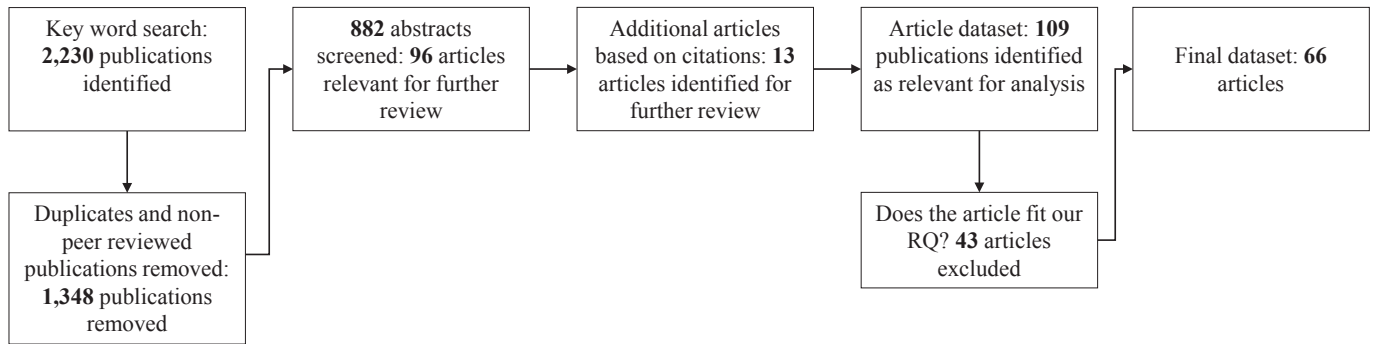 Key word search:
2,230 publications
identified
Duplicates and non-
peer reviewed
publications removed:
1,348 publications
removed
882 abstracts
screened: 96 articles
relevant for further
review
Additional articles
based on citations: 13
articles identified for
further review
Article dataset: 109
publications identified
as relevant for analysis
Does the article fit our
RQ? 43 articles
excluded
Final dataset: 66
articles